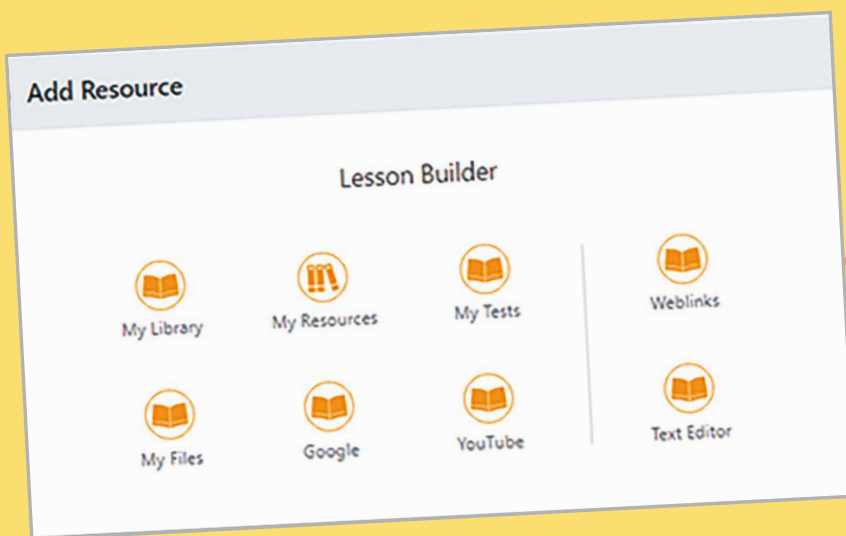 Add Resource
Lesson Builder
My Library
My Resources
My Tests
Weblinks
My Files
Google
YouTube
Text Editor